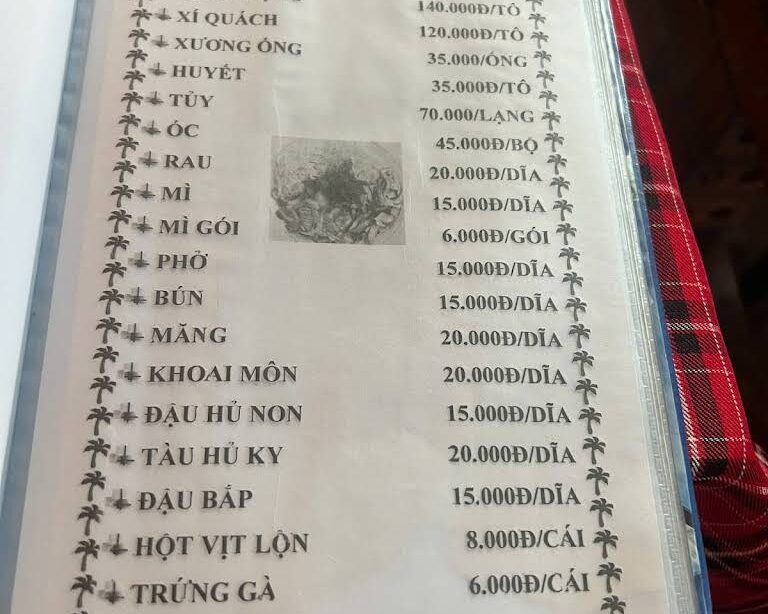 140.000Đ/TÔ
XÍ QUÁCH 120.000Đ/TÔ
XƯƠNG ỐNG 35.000/ỐNG
HUYẾT 35.000Đ/TÔ
TỦY 70.000/LẠNG
ÓC 45.000Đ/BỘ
RAU 20.000Đ/DĨA
MÌ 15.000Đ/DĨA
MÌ GÓI 6.000Đ/GÓI
PHỞ 15.000Đ/DĨA
BÚN 15.000Đ/DĨA
MĂNG 20.000Đ/DĨA
KHOAI MÔN 20.000Đ/DĨA
ĐẬU HỦ NON 15.000Đ/DĨA
TÀU HỦ KY 20.000Đ/DĨA
ĐẬU BẮP 15.000Đ/DĨA
HỘT VỊT LỘN 8.000Đ/CÁI
TRỨNG GÀ 6.000Đ/CÁI